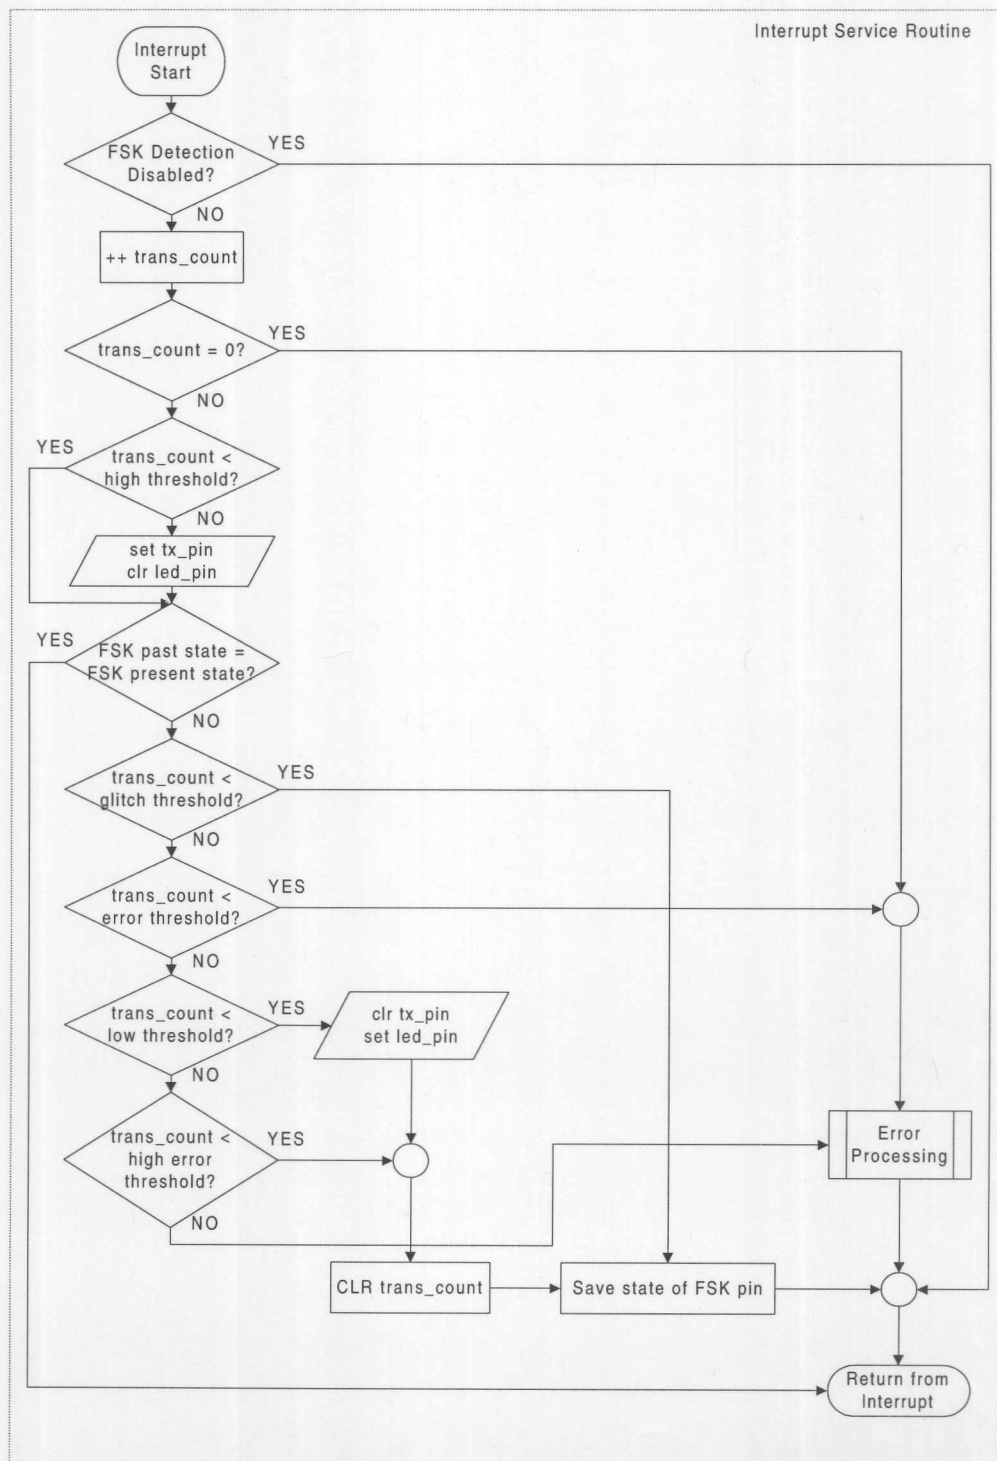 Interrupt Service Routine
Interrupt
Start
FSK Detection
Disabled?
YES
NO
++ trans_count
trans_count = 0?
YES
NO
trans_count <
high threshold?
YES
NO
set tx_pin
clr led_pin
FSK past state =
FSK present state?
YES
NO
trans_count <
glitch threshold?
YES
NO
trans_count <
error threshold?
YES
NO
trans_count <
low threshold?
YES
NO
clr tx_pin
set led_pin
trans_count <
high error
threshold?
YES
NO
Error
Processing
CLR trans_count
Save state of FSK pin
Return from
Interrupt